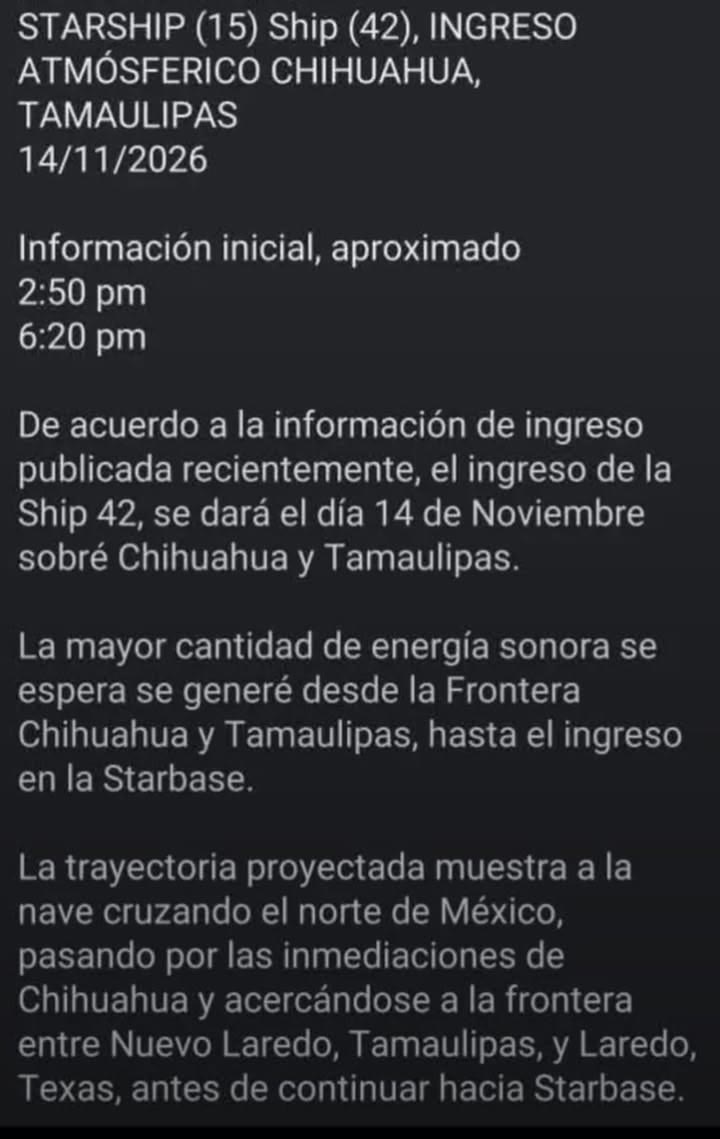 STARSHIP (15) Ship (42), INGRESO
ATMÓSFERICO CHIHUAHUA,
TAMAULIPAS
14/11/2026
Información inicial, aproximado
2:50 pm
6:20 pm
De acuerdo a la información de ingreso
publicada recientemente, el ingreso de la
Ship 42, se dará el día 14 de Noviembre
sobré Chihuahua y Tamaulipas.
La mayor cantidad de energía sonora se
espera se generé desde la Frontera
Chihuahua y Tamaulipas, hasta el ingreso
en la Starbase.
La trayectoria proyectada muestra a la
nave cruzando el norte de México,
pasando por las inmediaciones de
Chihuahua y acercándose a la frontera
entre Nuevo Laredo, Tamaulipas, y Laredo,
Texas, antes de continuar hacia Starbase.